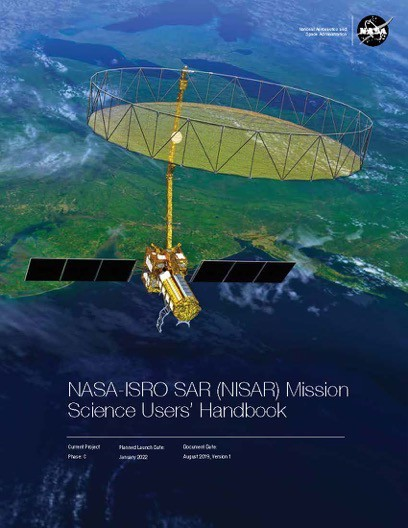 National Aeronautics and
Space Administration
NASA
NASA-ISRO SAR (NISAR) Mission
Science Users' Handbook
Current Project
Phase: C
Planned Launch Date:
January 2022
Document Date:
August 2019, Version 1